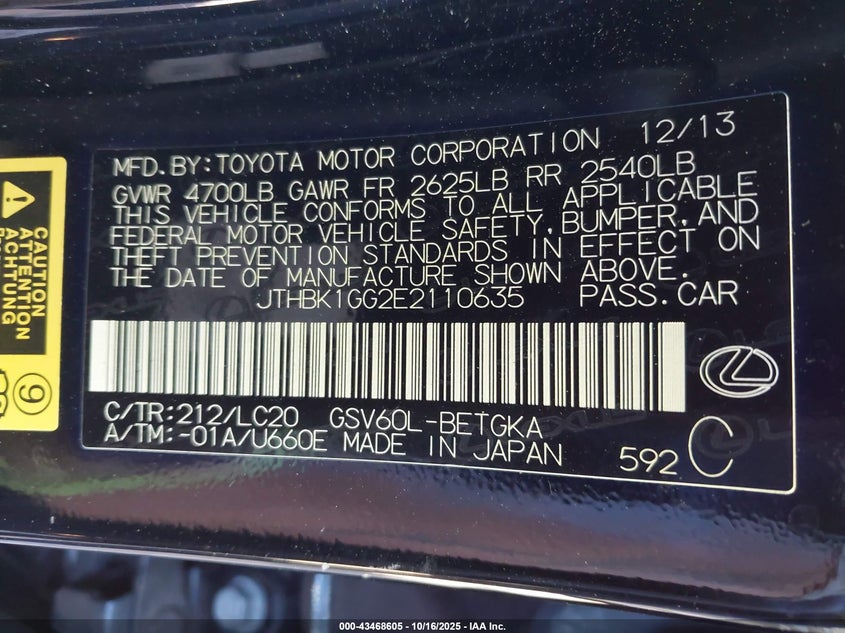 MFD.BY:TOYOTA MOTOR CORPORATION 12/13
GVWR 4700LB GAWR FR 2625LB RR 2540LB
THIS VEHICLE CONFORMS TO ALL APPLICABLE
FEDERAL MOTOR VEHICLE SAFETY,BUMPER,AND
THEFT PREVENTION STANDARDS IN EFFECT ON
THE DATE OF MANUFACTURE SHOWN ABOVE.
JTHBK1GG2E2110635 PASS.CAR
C/TR:212/LC20 GSV60L-BETGKA
A/TM:-01A/U660E MADE IN JAPAN
592 C
CAUTION
ATTENTION
ACHTUNG
9
000-43468605 - 10/16/2025 - IAA Inc.